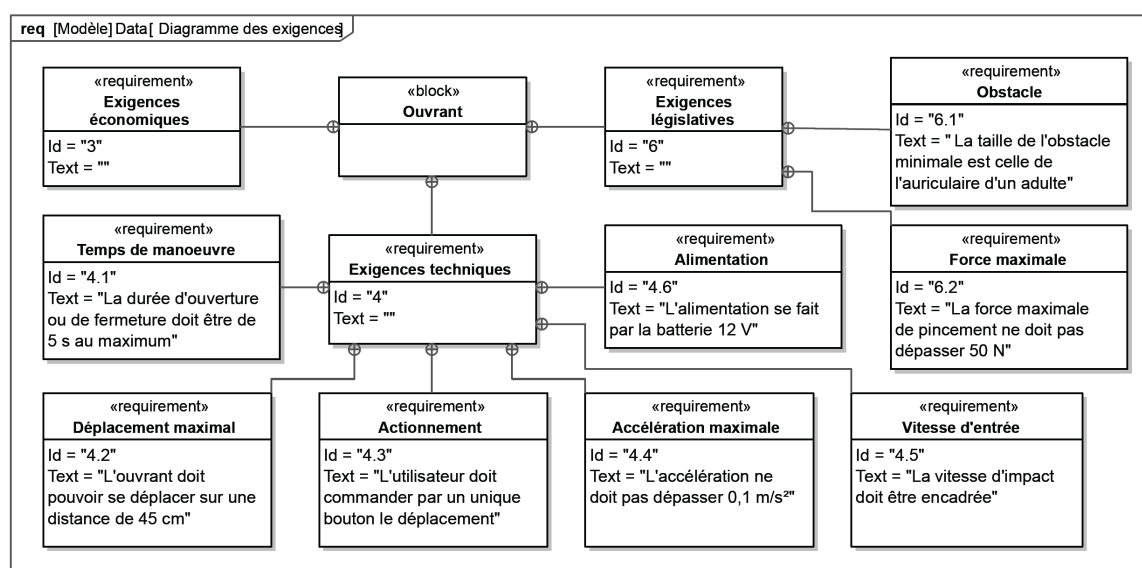 req [Modèle] Data[ Diagramme des exigences]
«requirement»
Exigences
économiques
Id = "3"
Text = ""
«block»
Ouvrant
«requirement»
Exigences
législatives
Id = "6"
Text = ""
«requirement»
Obstacle
Id = "6.1"
Text = " La taille de l'obstacle
minimale est celle de
l'auriculaire d'un adulte"
«requirement»
Temps de manoeuvre
Id = "4.1"
Text = "La durée d'ouverture
ou de fermeture doit être de
5 s au maximum"
«requirement»
Exigences techniques
Id = "4"
Text = ""
«requirement»
Alimentation
Id = "4.6"
Text = "L'alimentation se fait
par la batterie 12 V"
«requirement»
Force maximale
Id = "6.2"
Text = "La force maximale
de pincement ne doit pas
dépasser 50 N"
«requirement»
Déplacement maximal
Id = "4.2"
Text = "L'ouvrant doit
pouvoir se déplacer sur une
distance de 45 cm"
«requirement»
Actionnement
Id = "4.3"
Text = "L'utilisateur doit
commander par un unique
bouton le déplacement"
«requirement»
Accélération maximale
Id = "4.4"
Text = "L'accélération ne
doit pas dépasser 0,1 m/s²"
«requirement»
Vitesse d'entrée
Id = "4.5"
Text = "La vitesse d'impact
doit être encadrée"